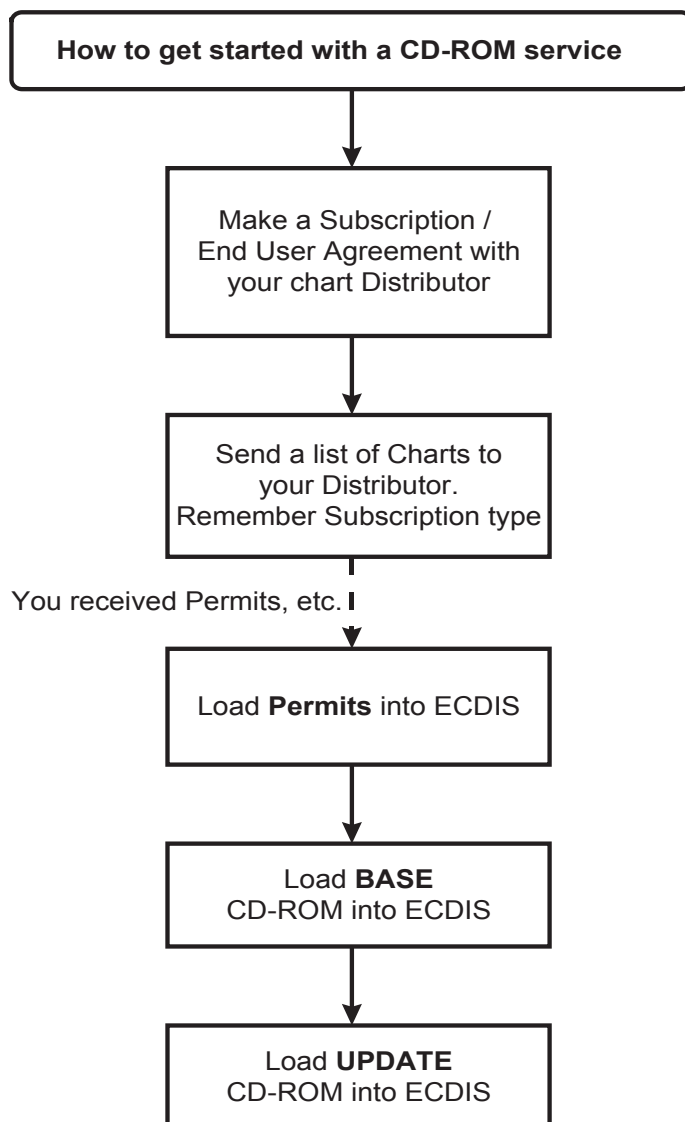 How to get started with a CD-ROM service
Make a Subscription /
End User Agreement with
your chart Distributor
Send a list of Charts to
your Distributor.
Remember Subscription type
You received Permits, etc.
Load Permits into ECDIS
Load BASE
CD-ROM into ECDIS
Load UPDATE
CD-ROM into ECDIS